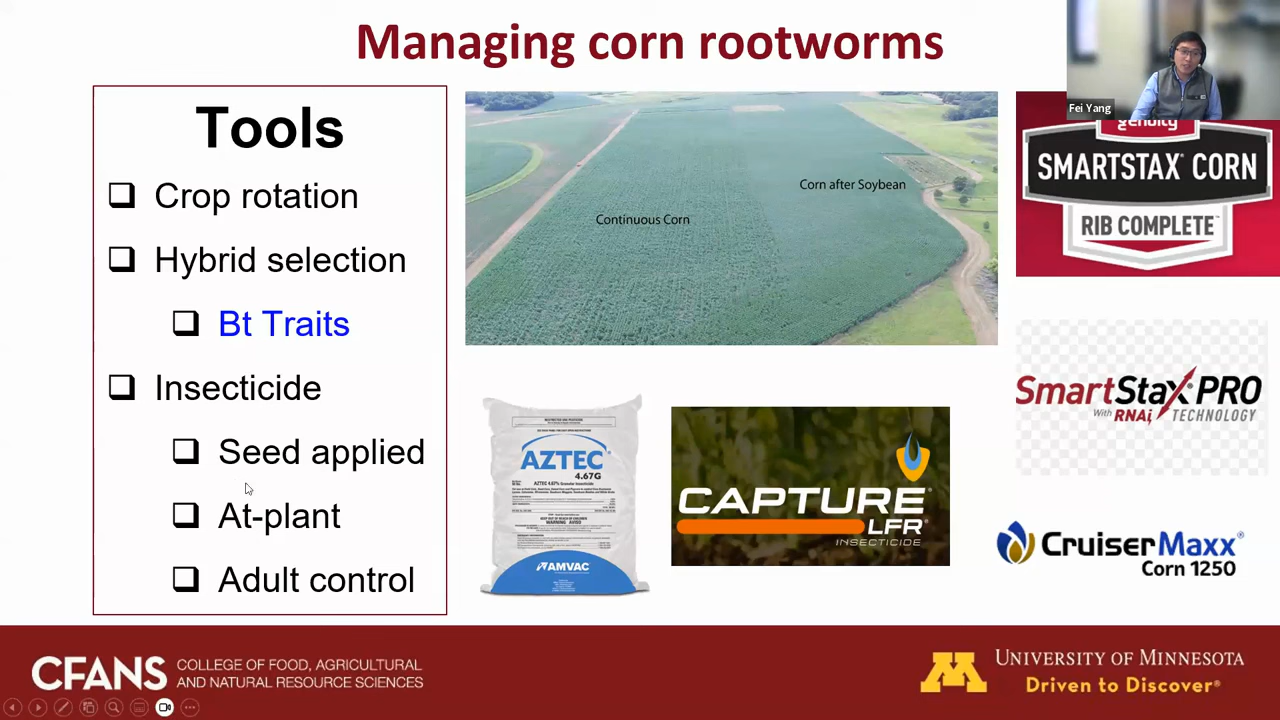 Managing corn rootworms
Fei Yang
Tools
Crop rotation
Hybrid selection
Bt Traits
Insecticide
Seed applied
At-plant
Adult control
Continuous Corn
Corn after Soybean
genuity
SMARTSTAX® CORN
RIB COMPLETE™
SmartStax® PRO
With RNAi TECHNOLOGY
AZTEC®
4.67G
AMVAC®
CAPTURE
LFR®
INSECTICIDE
CruiserMaxx®
Corn 1250
CFANS
COLLEGE OF FOOD, AGRICULTURAL
AND NATURAL RESOURCE SCIENCES
M
UNIVERSITY OF MINNESOTA
Driven to Discover®